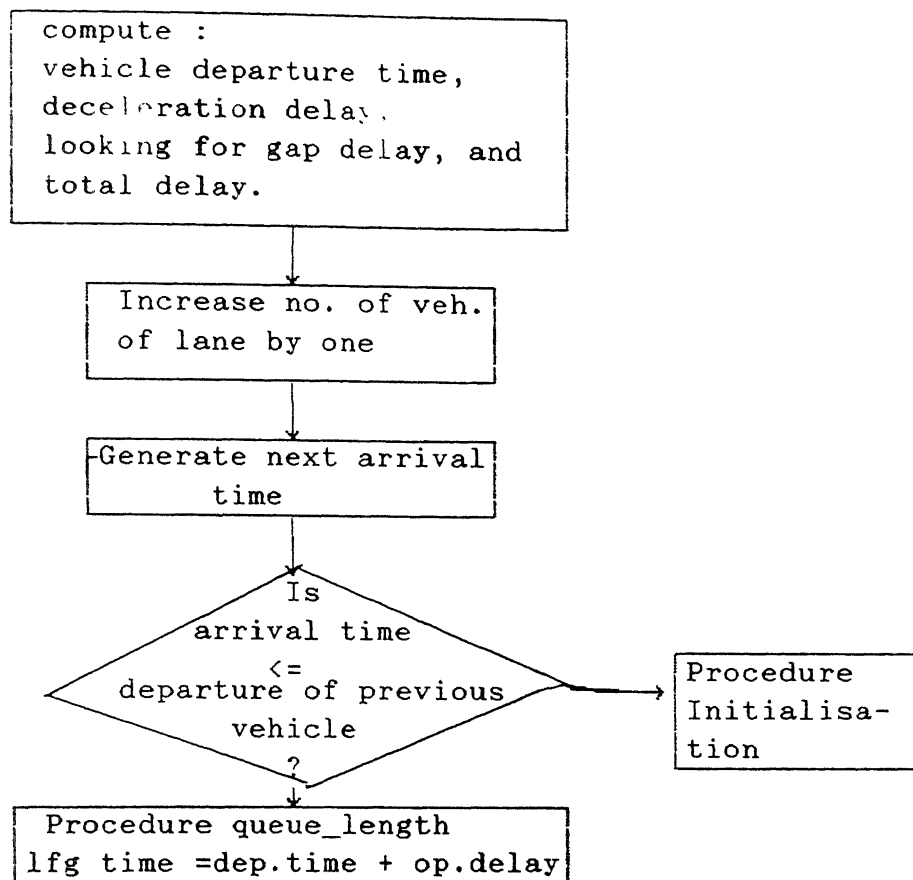 compute :
vehicle departure time,
deceleration delay,
looking for gap delay, and
total delay.
Increase no. of veh.
of lane by one
Generate next arrival
time
Is
arrival time
<=
departure of previous
vehicle
?
Procedure
Initialisa-
tion
Procedure queue_length
lfg time =dep.time + op.delay